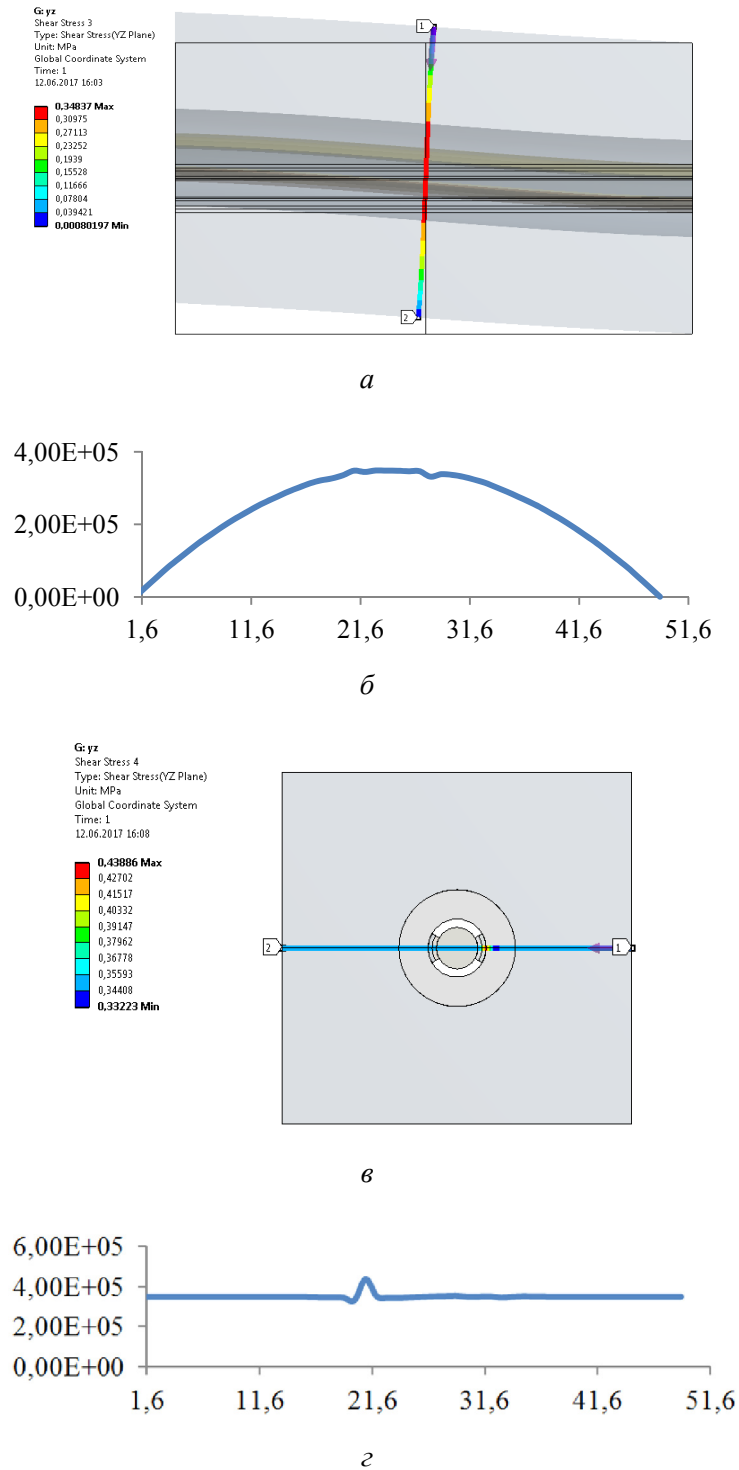 G: yz
Shear Stress 3
Type: Shear Stress(YZ Plane)
Unit: MPa
Global Coordinate System
Time: 1
12.06.2017 16:03
0,34837 Max
0,30975
0,27113
0,23252
0,1939
0,15528
0,11666
0,07804
0,039421
0,00080197 Min
1
2
а
4,00E+05
2,00E+05
0,00E+00
1,6 11,6 21,6 31,6 41,6 51,6
б
G: yz
Shear Stress 4
Type: Shear Stress(YZ Plane)
Unit: MPa
Global Coordinate System
Time: 1
12.06.2017 16:08
0,43886 Max
0,42702
0,41517
0,40332
0,39147
0,37962
0,36778
0,35593
0,34408
0,33223 Min
2
1
в
6,00E+05
4,00E+05
2,00E+05
0,00E+00
1,6 11,6 21,6 31,6 41,6 51,6
г